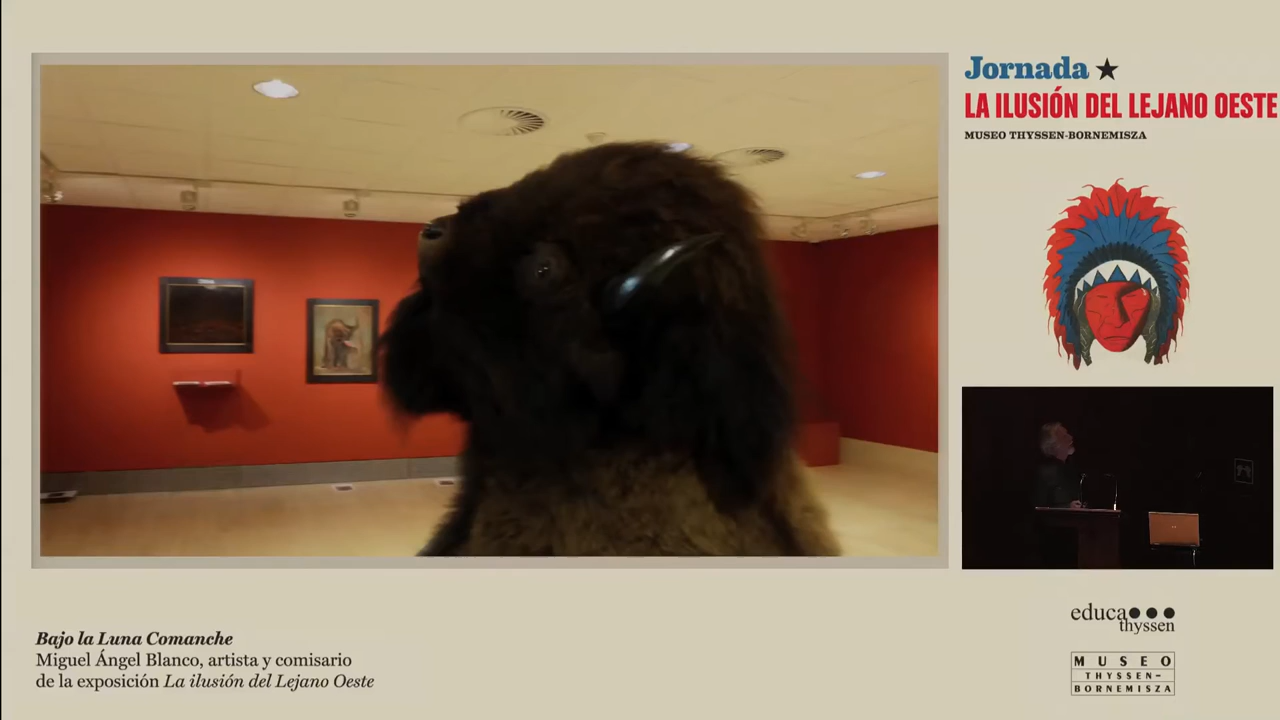 Jornada ★
LA ILUSIÓN DEL LEJANO OESTE
MUSEO THYSSEN-BORNEMISZA
Bajo la Luna Comanche
Miguel Ángel Blanco, artista y comisario
de la exposición La ilusión del Lejano Oeste
educa●●●
thyssen
MUSEO
THYSSEN-
BORNEMISZA